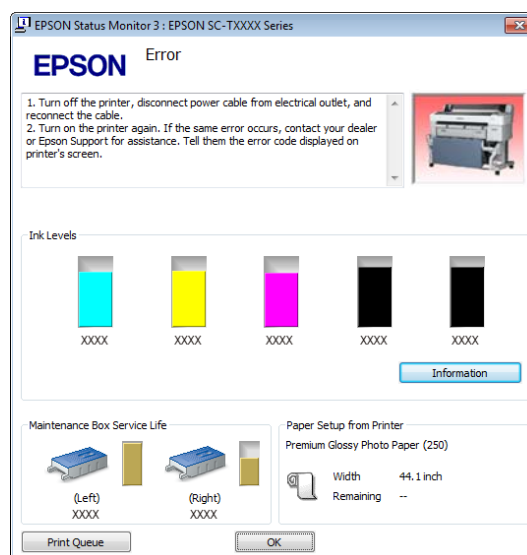 EPSON Status Monitor 3 : EPSON SC-TXXXX Series
EPSON
Error
1. Turn off the printer, disconnect power cable from electrical outlet, and
reconnect the cable.
2. Turn on the printer again. If the same error occurs, contact your dealer
or Epson Support for assistance. Tell them the error code displayed on
printer's screen.
Ink Levels
XXXX XXXX XXXX XXXX XXXX
Information
Maintenance Box Service Life
(Left) (Right)
XXXX XXXX
Paper Setup from Printer
Premium Glossy Photo Paper (250)
Width 44.1 inch
Remaining --
Print Queue
OK